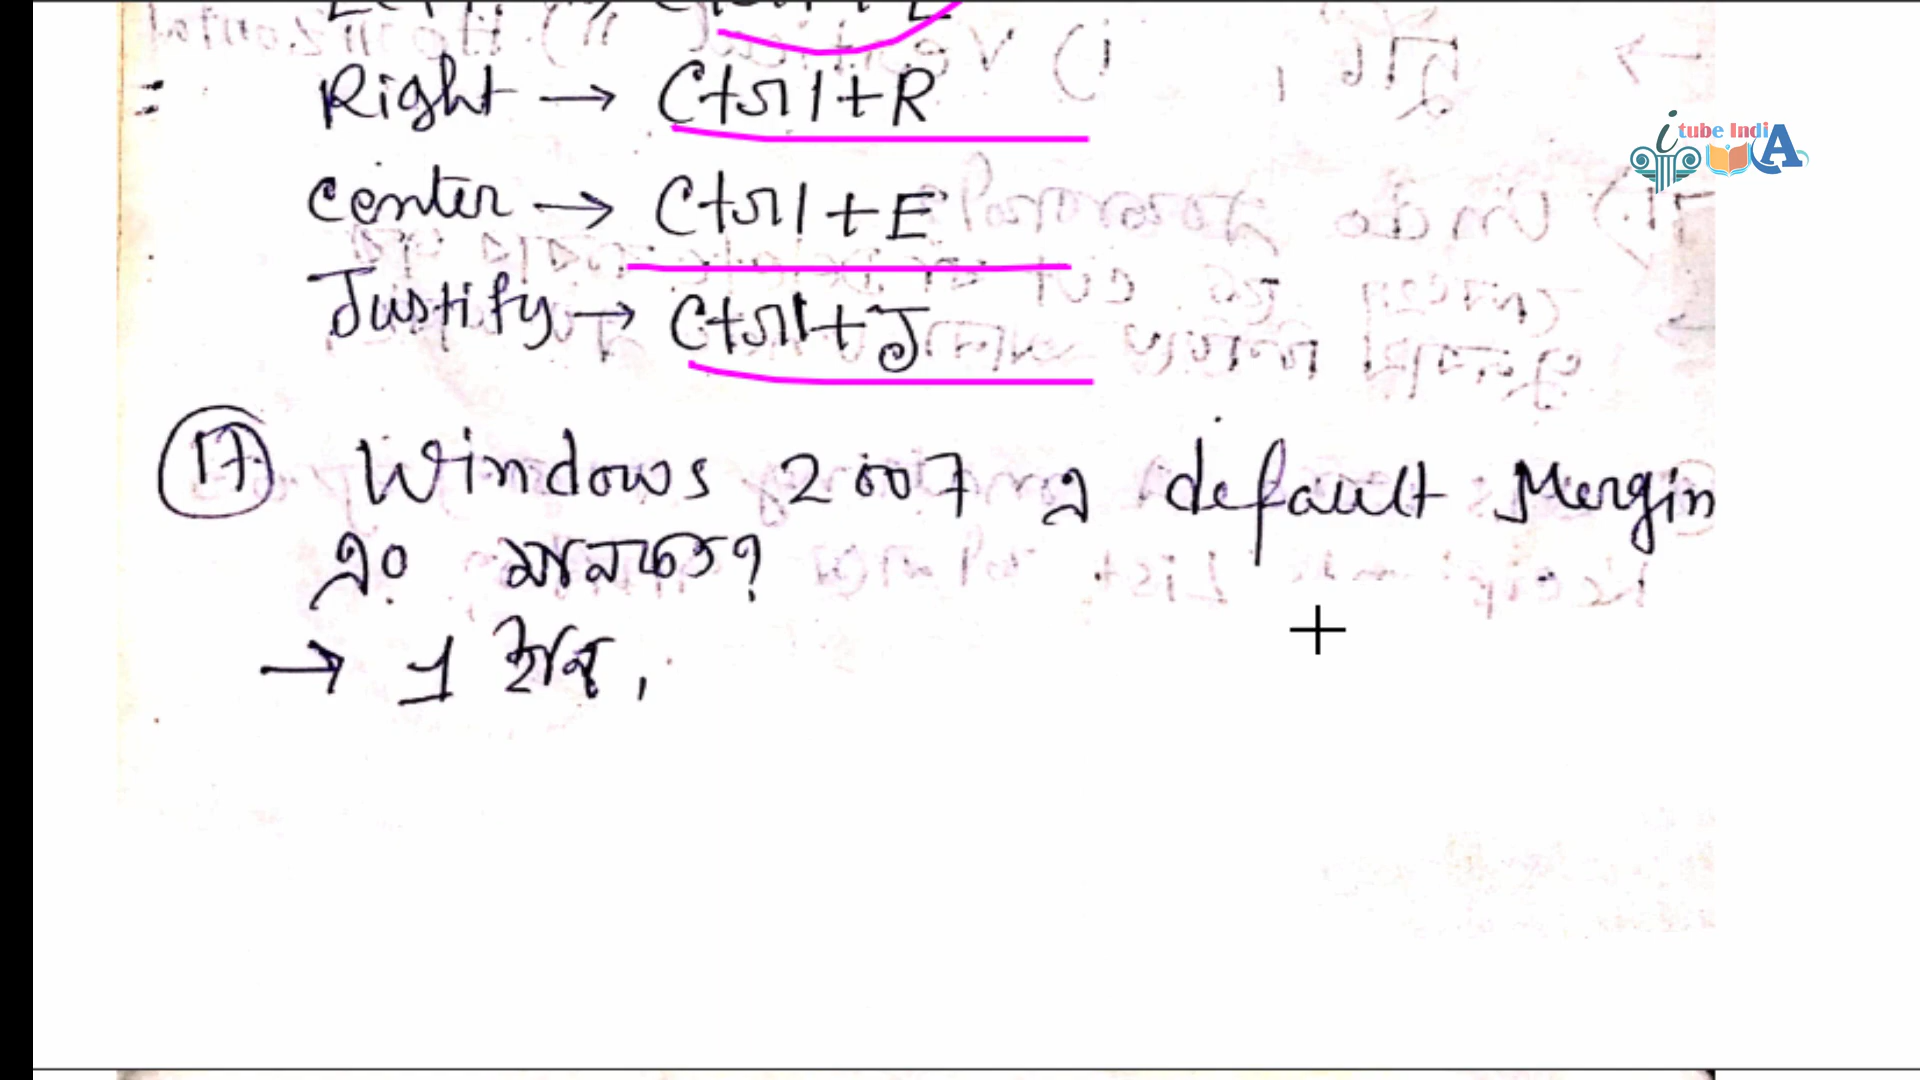 Right → Ctrl+R
itube IndiA
Center → Ctrl+E
Justify → Ctrl+J
17 Windows 2007 এ default Mergin
এর মান কত?
→ 1 ইঞ্চি,